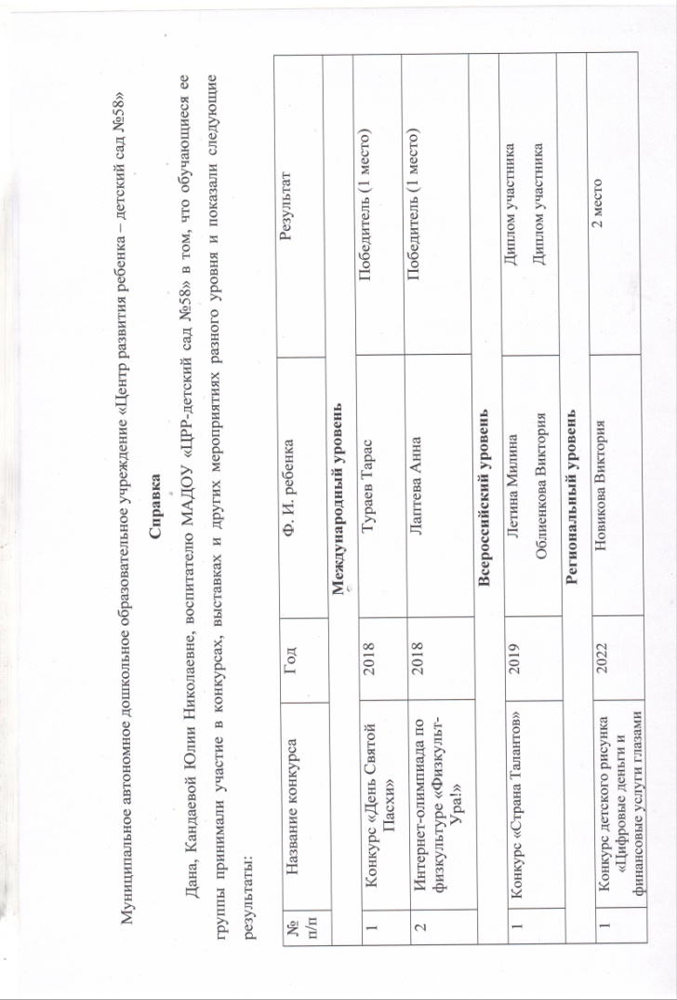 Муниципальное автономное дошкольное образовательное учреждение «Центр развития ребенка – детский сад №58»
Справка
Дана, Кандаевой Юлии Николаевне, воспитателю МАДОУ «ЦРР-детский сад №58» в том, что обучающиеся ее
группы принимали участие в конкурсах, выставках и других мероприятиях разного уровня и показали следующие
результаты:
№ п/п Название конкурса Год Ф. И. ребенка Результат
Международный уровень
1 Конкурс «День Святой Пасхи» 2018 Тураев Тарас Победитель (1 место)
2 Интернет-олимпиада по физкультуре «Физкульт-Ура!» 2018 Лаптева Анна Победитель (1 место)
Всероссийский уровень
1 Конкурс «Страна Талантов» 2019 Летина Милина Диплом участника
Облиенкова Виктория Диплом участника
Региональный уровень
1 Конкурс детского рисунка «Цифровые деньги и финансовые услуги глазами 2022 Новикова Виктория 2 место